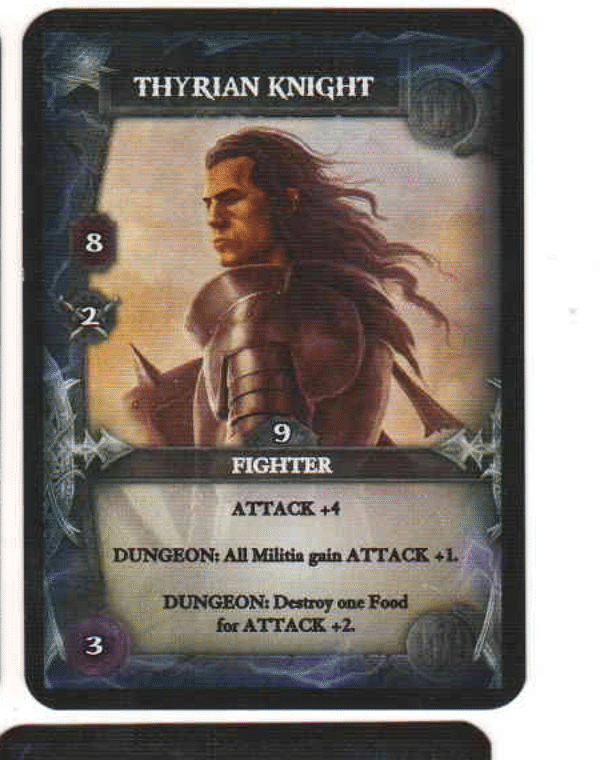 THYRIAN KNIGHT
8
2
9
FIGHTER
ATTACK +4
DUNGEON: All Militia gain ATTACK +1.
DUNGEON: Destroy one Food
for ATTACK +2.
3